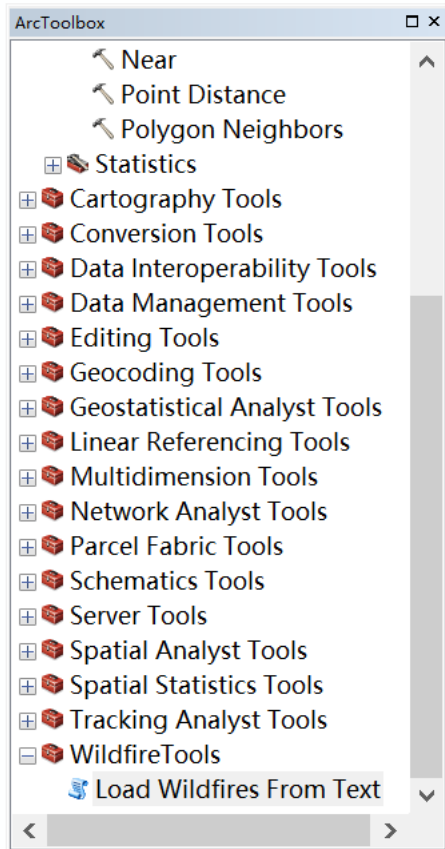 ArcToolbox
Near
Point Distance
Polygon Neighbors
Statistics
Cartography Tools
Conversion Tools
Data Interoperability Tools
Data Management Tools
Editing Tools
Geocoding Tools
Geostatistical Analyst Tools
Linear Referencing Tools
Multidimension Tools
Network Analyst Tools
Parcel Fabric Tools
Schematics Tools
Server Tools
Spatial Analyst Tools
Spatial Statistics Tools
Tracking Analyst Tools
WildfireTools
Load Wildfires From Text